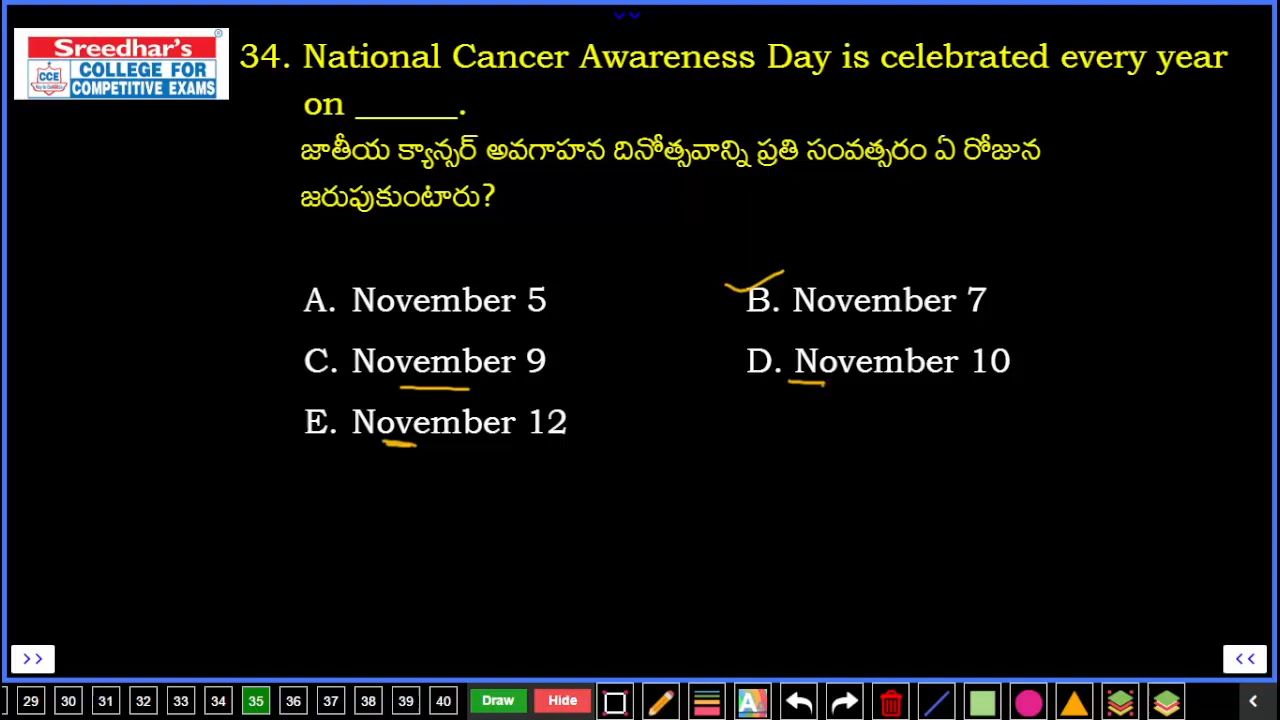 Sreedhar's
CCE
COLLEGE FOR
COMPETITIVE EXAMS
34. National Cancer Awareness Day is celebrated every year
on ______.
జాతీయ క్యాన్సర్ అవగాహన దినోత్సవాన్ని ప్రతి సంవత్సరం ఏ రోజున
జరుపుకుంటారు?
A. November 5 B. November 7
C. November 9 D. November 10
E. November 12
>> <<
29 30 31 32 33 34 35 36 37 38 39 40 Draw Hide A <